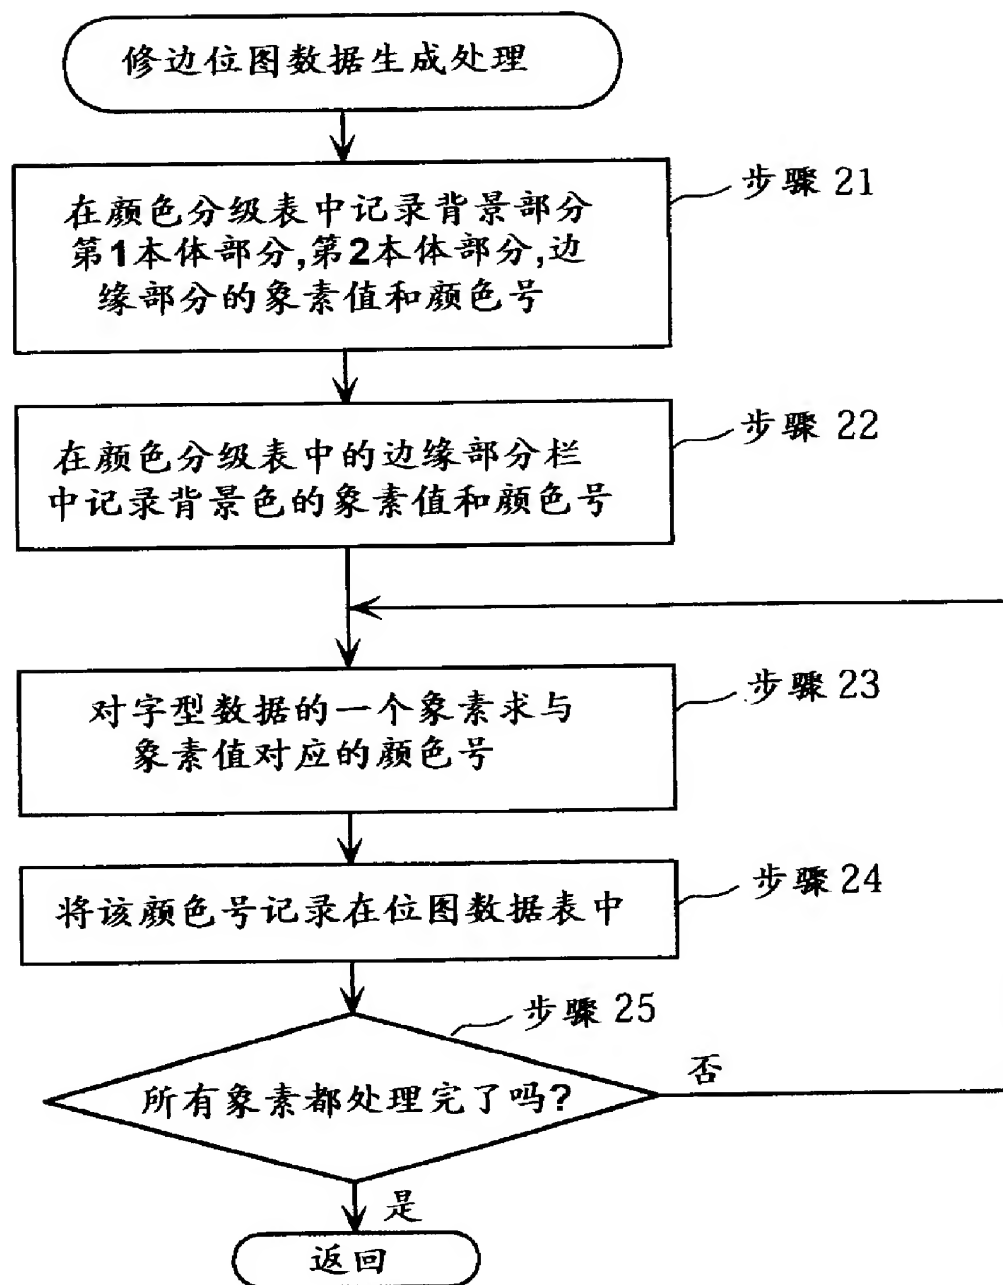 修边位图数据生成处理
步骤 21
在颜色分级表中记录背景部分
第1本体部分,第2本体部分,边
缘部分的象素值和颜色号
步骤 22
在颜色分级表中的边缘部分栏
中记录背景色的象素值和颜色号
步骤 23
对字型数据的一个象素求与
象素值对应的颜色号
步骤 24
将该颜色号记录在位图数据表中
步骤 25
所有象素都处理完了吗?
否
是
返回